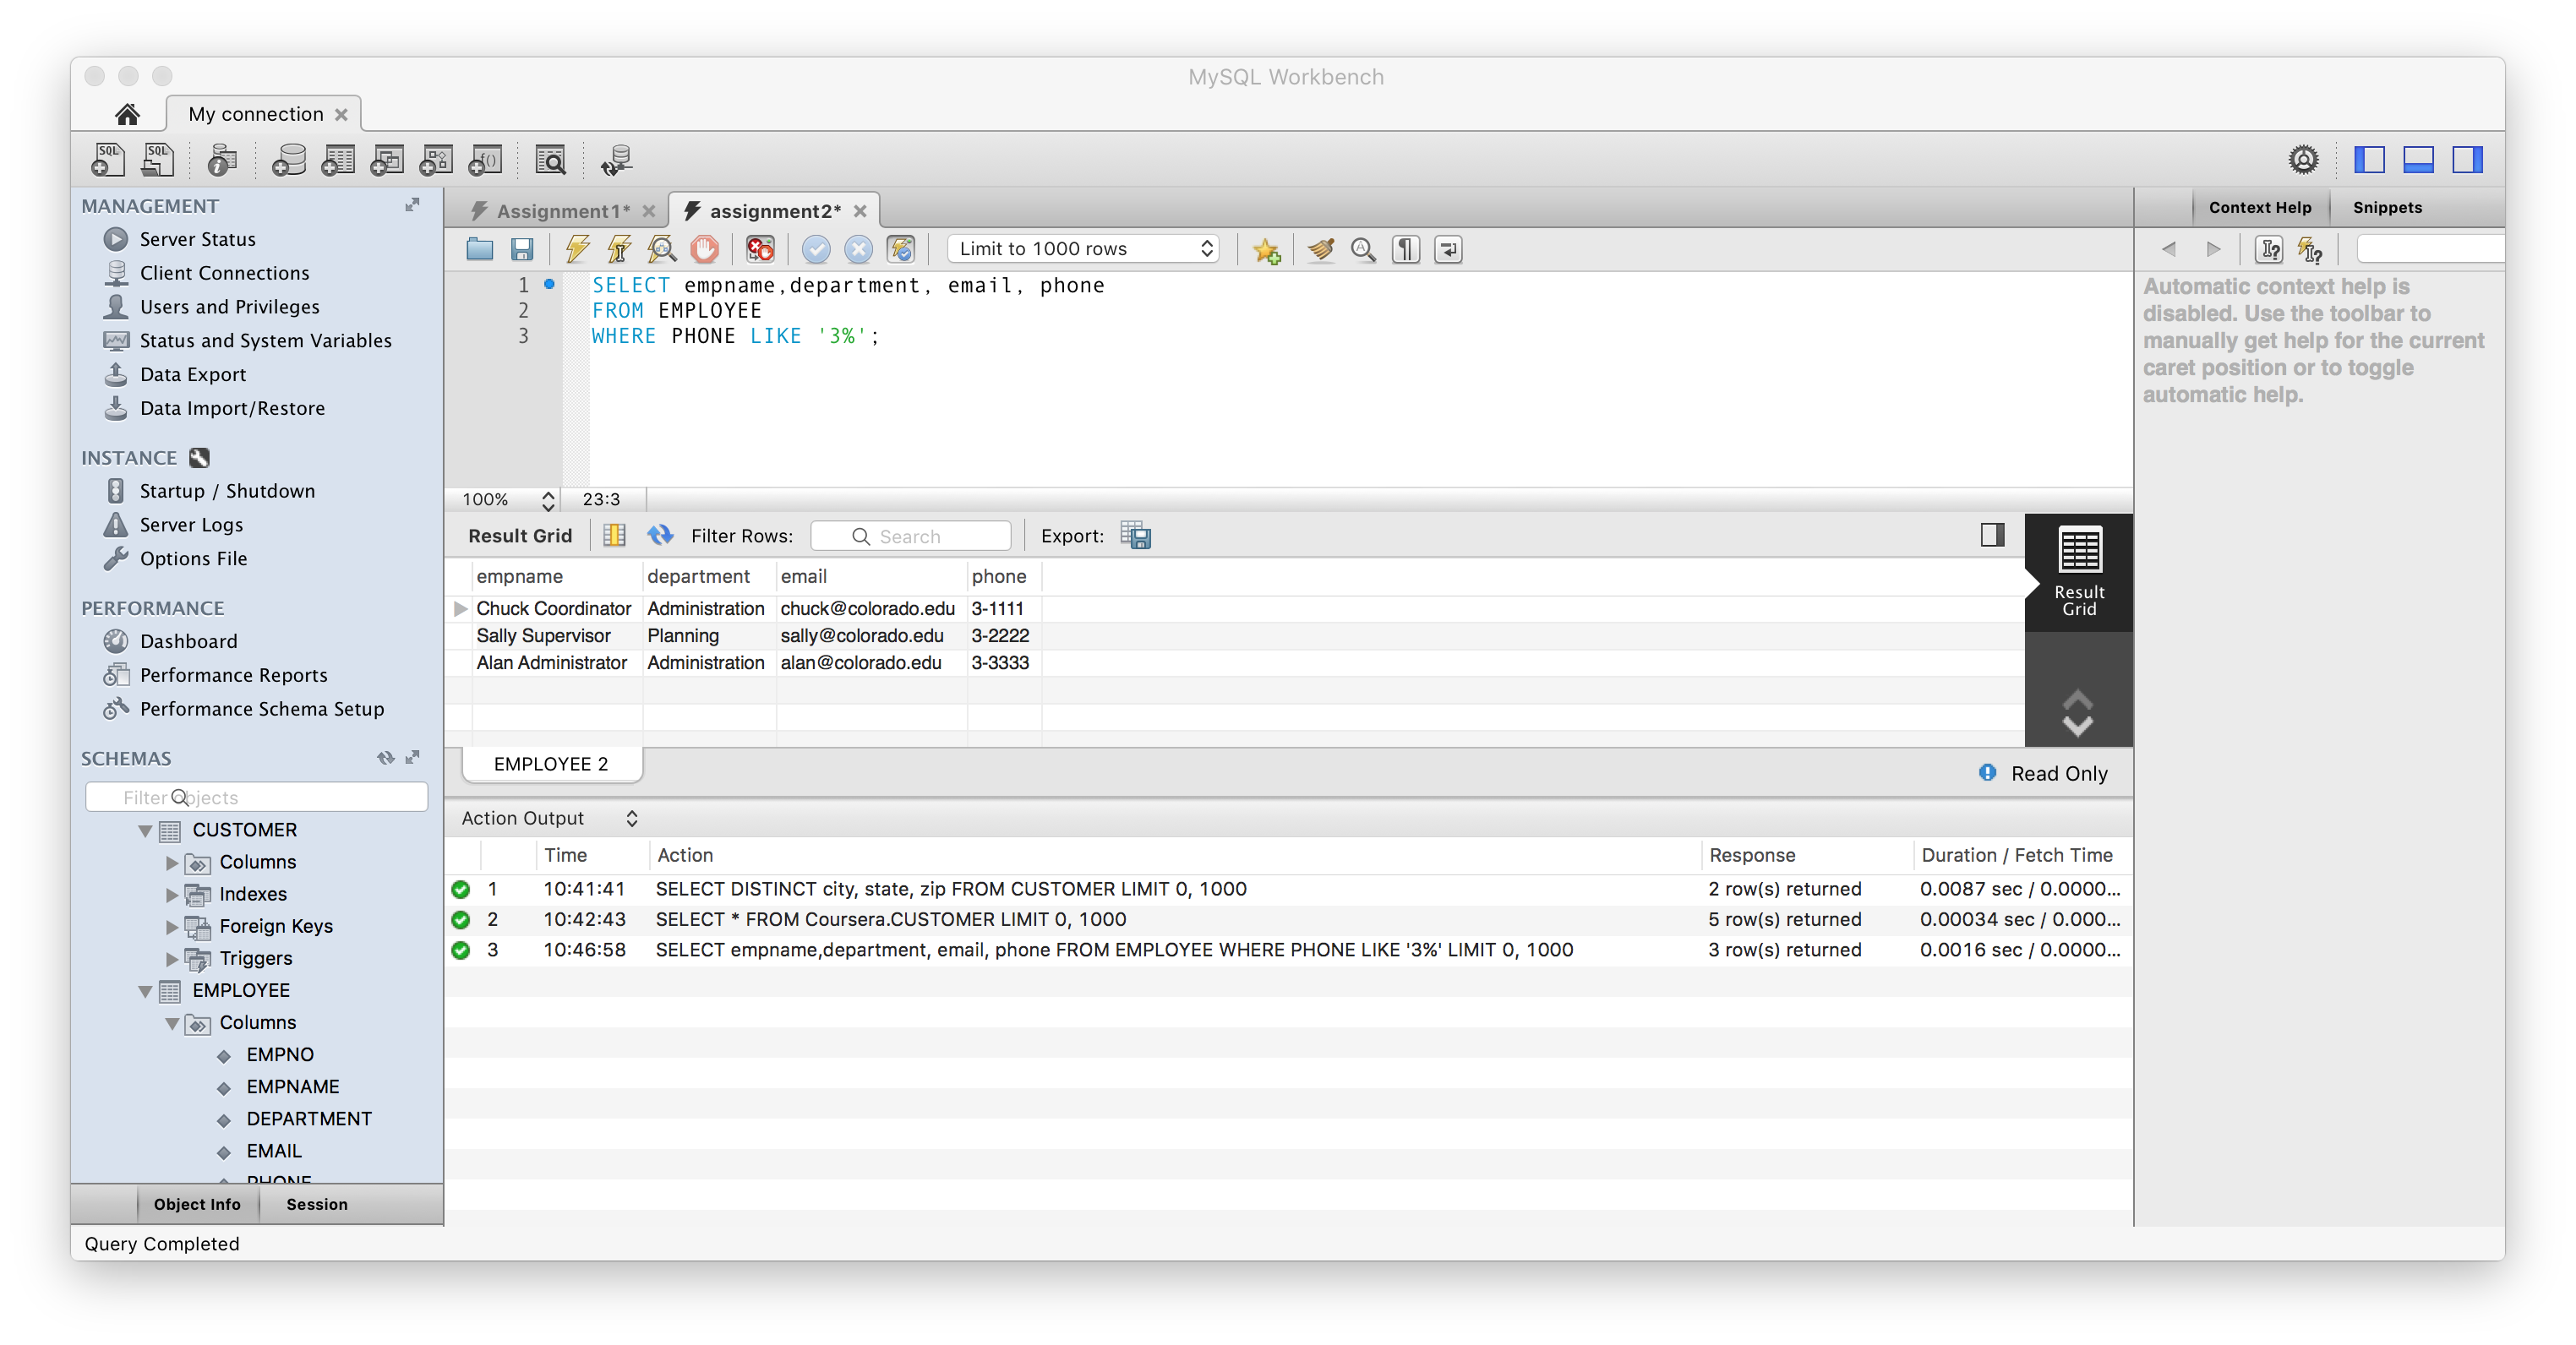 MySQL Workbench
My connection
MANAGEMENT
Server Status
Client Connections
Users and Privileges
Status and System Variables
Data Export
Data Import/Restore
INSTANCE
Startup / Shutdown
Server Logs
Options File
PERFORMANCE
Dashboard
Performance Reports
Performance Schema Setup
SCHEMAS
Filter objects
CUSTOMER
Columns
Indexes
Foreign Keys
Triggers
EMPLOYEE
Columns
EMPNO
EMPNAME
DEPARTMENT
EMAIL
PHONE
Object Info Session
Query Completed
Assignment1* assignment2*
Limit to 1000 rows
1 SELECT empname,department, email, phone
2 FROM EMPLOYEE
3 WHERE PHONE LIKE '3%';
100% 23:3
Result Grid Filter Rows: Search Export:
empname department email phone
Chuck Coordinator Administration chuck@colorado.edu 3-1111
Sally Supervisor Planning sally@colorado.edu 3-2222
Alan Administrator Administration alan@colorado.edu 3-3333
Result
Grid
EMPLOYEE 2
Read Only
Action Output
Time Action Response Duration / Fetch Time
1 10:41:41 SELECT DISTINCT city, state, zip FROM CUSTOMER LIMIT 0, 1000 2 row(s) returned 0.0087 sec / 0.0000...
2 10:42:43 SELECT * FROM Coursera.CUSTOMER LIMIT 0, 1000 5 row(s) returned 0.00034 sec / 0.000...
3 10:46:58 SELECT empname,department, email, phone FROM EMPLOYEE WHERE PHONE LIKE '3%' LIMIT 0, 1000 3 row(s) returned 0.0016 sec / 0.0000...
Context Help Snippets
Automatic context help is
disabled. Use the toolbar to
manually get help for the current
caret position or to toggle
automatic help.